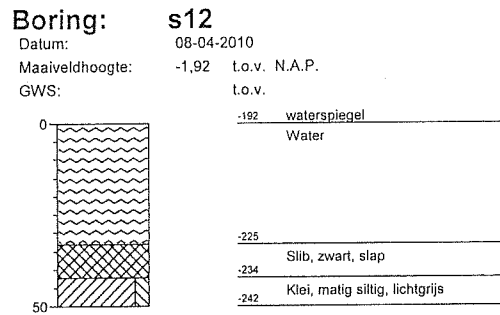 Boring: s12
Datum: 08-04-2010
Maaiveldhoogte: -1,92 t.o.v. N.A.P.
GWS: t.o.v.
0
-192 waterspiegel
Water
-225
Slib, zwart, slap
-234
Klei, matig siltig, lichtgrijs
-242
50